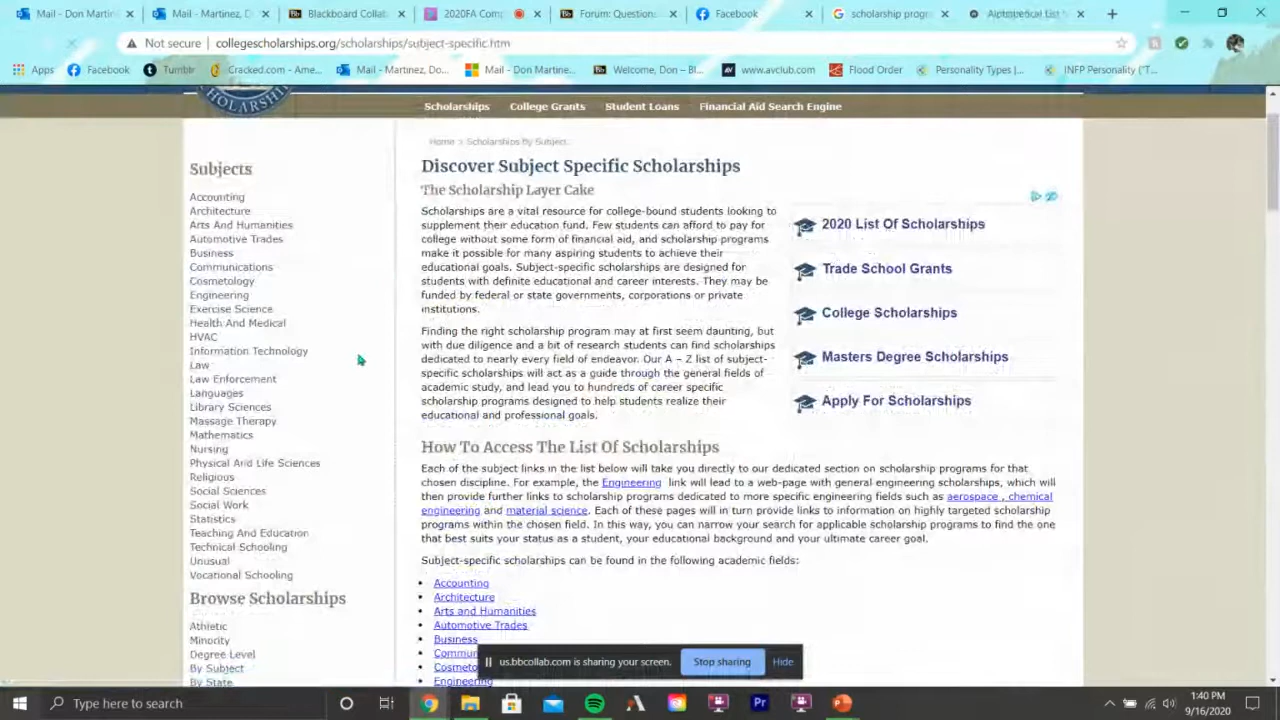 Mail - Don Martin
Mail - Martinez, D
Blackboard Collab
2020FA Comp
Forum: Question
Facebook
scholarship progr
Alphabetical List
Not secure
collegescholarships.org/scholarships/subject-specific.htm
Apps
Facebook
Tumblr
Cracked.com - Ame...
Mail - Martinez, Do...
Mail - Don Martine...
Welcome, Don – Bl...
www.avclub.com
Flood Order
Personality Types |...
INFP Personality ("T...
HOLARSHIP
Scholarships
College Grants
Student Loans
Financial Aid Search Engine
Home > Scholarships By Subject
Subjects
Accounting
Architecture
Arts And Humanities
Automotive Trades
Business
Communications
Cosmetology
Engineering
Exercise Science
Health And Medical
HVAC
Information Technology
Law
Law Enforcement
Languages
Library Sciences
Massage Therapy
Mathematics
Nursing
Physical And Life Sciences
Religious
Social Sciences
Social Work
Statistics
Teaching And Education
Technical Schooling
Unusual
Vocational Schooling
Browse Scholarships
Athletic
Minority
Degree Level
By Subject
By State
Discover Subject Specific Scholarships
The Scholarship Layer Cake
Scholarships are a vital resource for college-bound students looking to
supplement their education fund. Few students can afford to pay for
college without some form of financial aid, and scholarship programs
make it possible for many aspiring students to achieve their
educational goals. Subject-specific scholarships are designed for
students with definite educational and career interests. They may be
funded by federal or state governments, corporations or private
institutions.
Finding the right scholarship program may at first seem daunting, but
with due diligence and a bit of research students can find scholarships
dedicated to nearly every field of endeavor. Our A – Z list of subject-
specific scholarships will act as a guide through the general fields of
academic study, and lead you to hundreds of career specific
scholarship programs designed to help students realize their
educational and professional goals.
2020 List Of Scholarships
Trade School Grants
College Scholarships
Masters Degree Scholarships
Apply For Scholarships
How To Access The List Of Scholarships
Each of the subject links in the list below will take you directly to our dedicated section on scholarship programs for that
chosen discipline. For example, the Engineering link will lead to a web-page with general engineering scholarships, which will
then provide further links to scholarship programs dedicated to more specific engineering fields such as aerospace , chemical
engineering and material science. Each of these pages will in turn provide links to information on highly targeted scholarship
programs within the chosen field. In this way, you can narrow your search for applicable scholarship programs to find the one
that best suits your status as a student, your educational background and your ultimate career goal.
Subject-specific scholarships can be found in the following academic fields:
• Accounting
• Architecture
• Arts and Humanities
• Automotive Trades
• Business
• Commun
• Cosmeto
• Engineering
us.bbcollab.com is sharing your screen.
Stop sharing
Hide
Type here to search
1:40 PM
9/16/2020